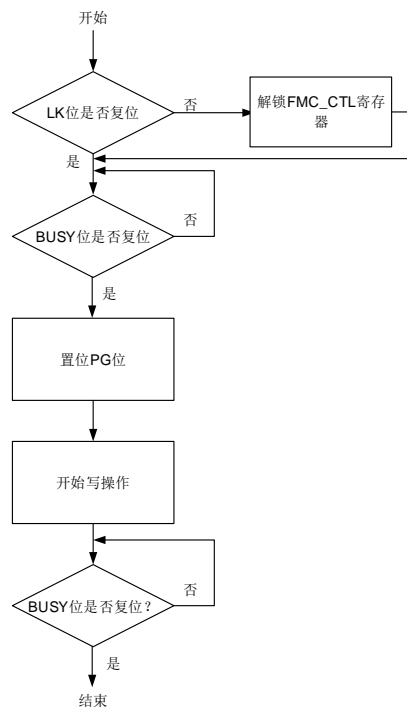 开始
LK位是否复位
否
解锁FMC_CTL寄存
器
是
BUSY位是否复位
否
是
置位PG位
开始写操作
BUSY位是否复位？
否
是
结束